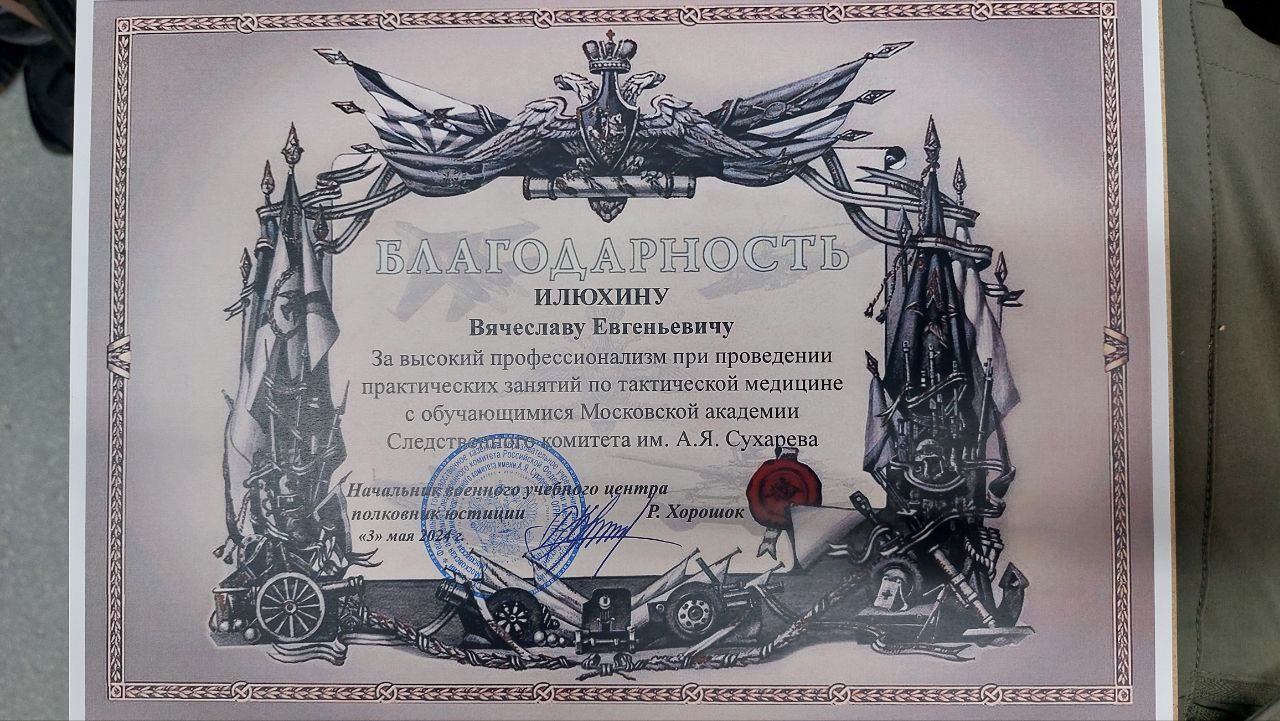 БЛАГОДАРНОСТЬ
ИЛЮХИНУ
Вячеславу Евгеньевичу
За высокий профессионализм при проведении
практических занятий по тактической медицине
с обучающимися Московской академии
Следственного комитета им. А.Я. Сухарева
Начальник военного учебного центра
полковник юстиции Р. Хорошок
«3» мая 2024 г.